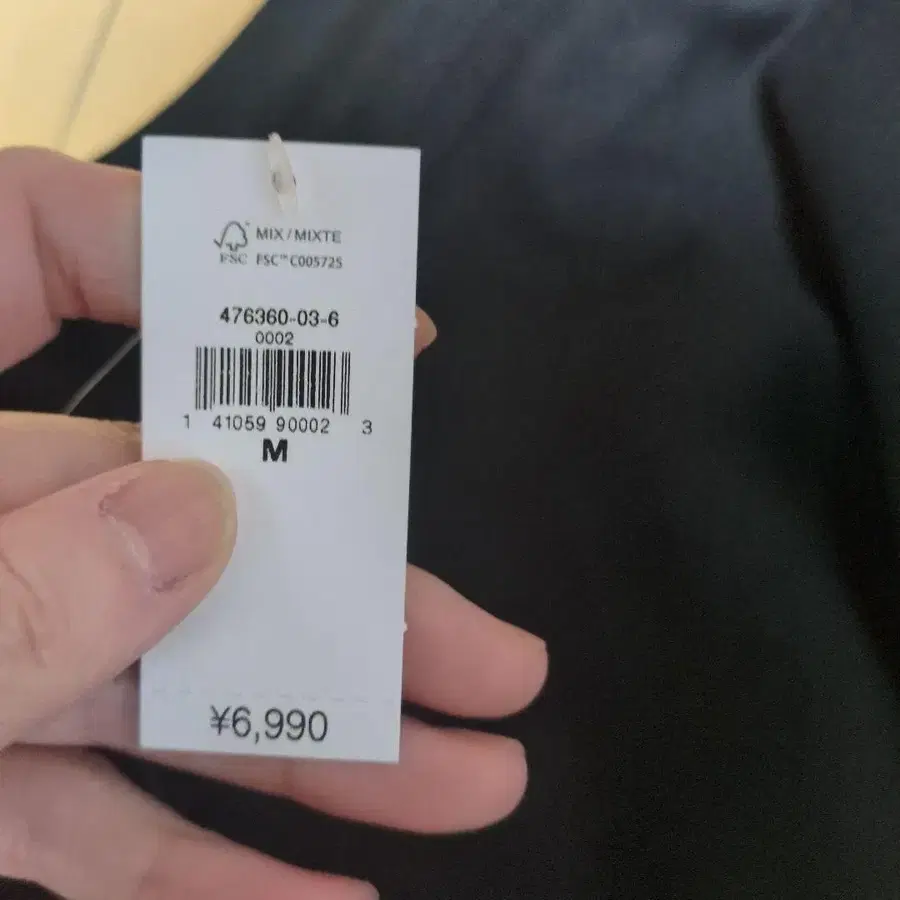 MIX / MIXTE
FSC FSC™ C005725
476360-03-6
0002
1 41059 90002 3
M
¥6,990